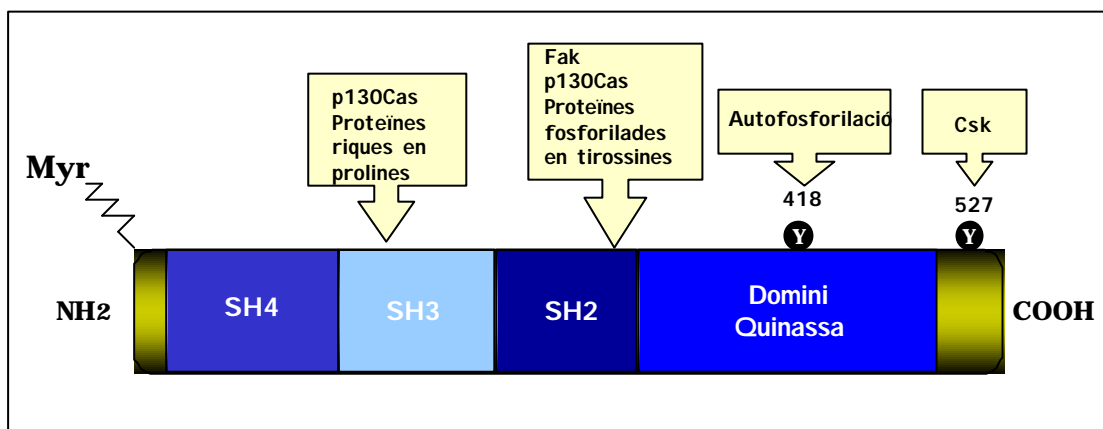 Fak
p130Cas
Proteïnes
fosforilades
en tirossines
p130Cas
Proteïnes
riques en
prolines
Autofosforilació
Csk
Myr
418
527
Y
Y
NH2
SH4
SH3
SH2
Domini
Quinassa
COOH